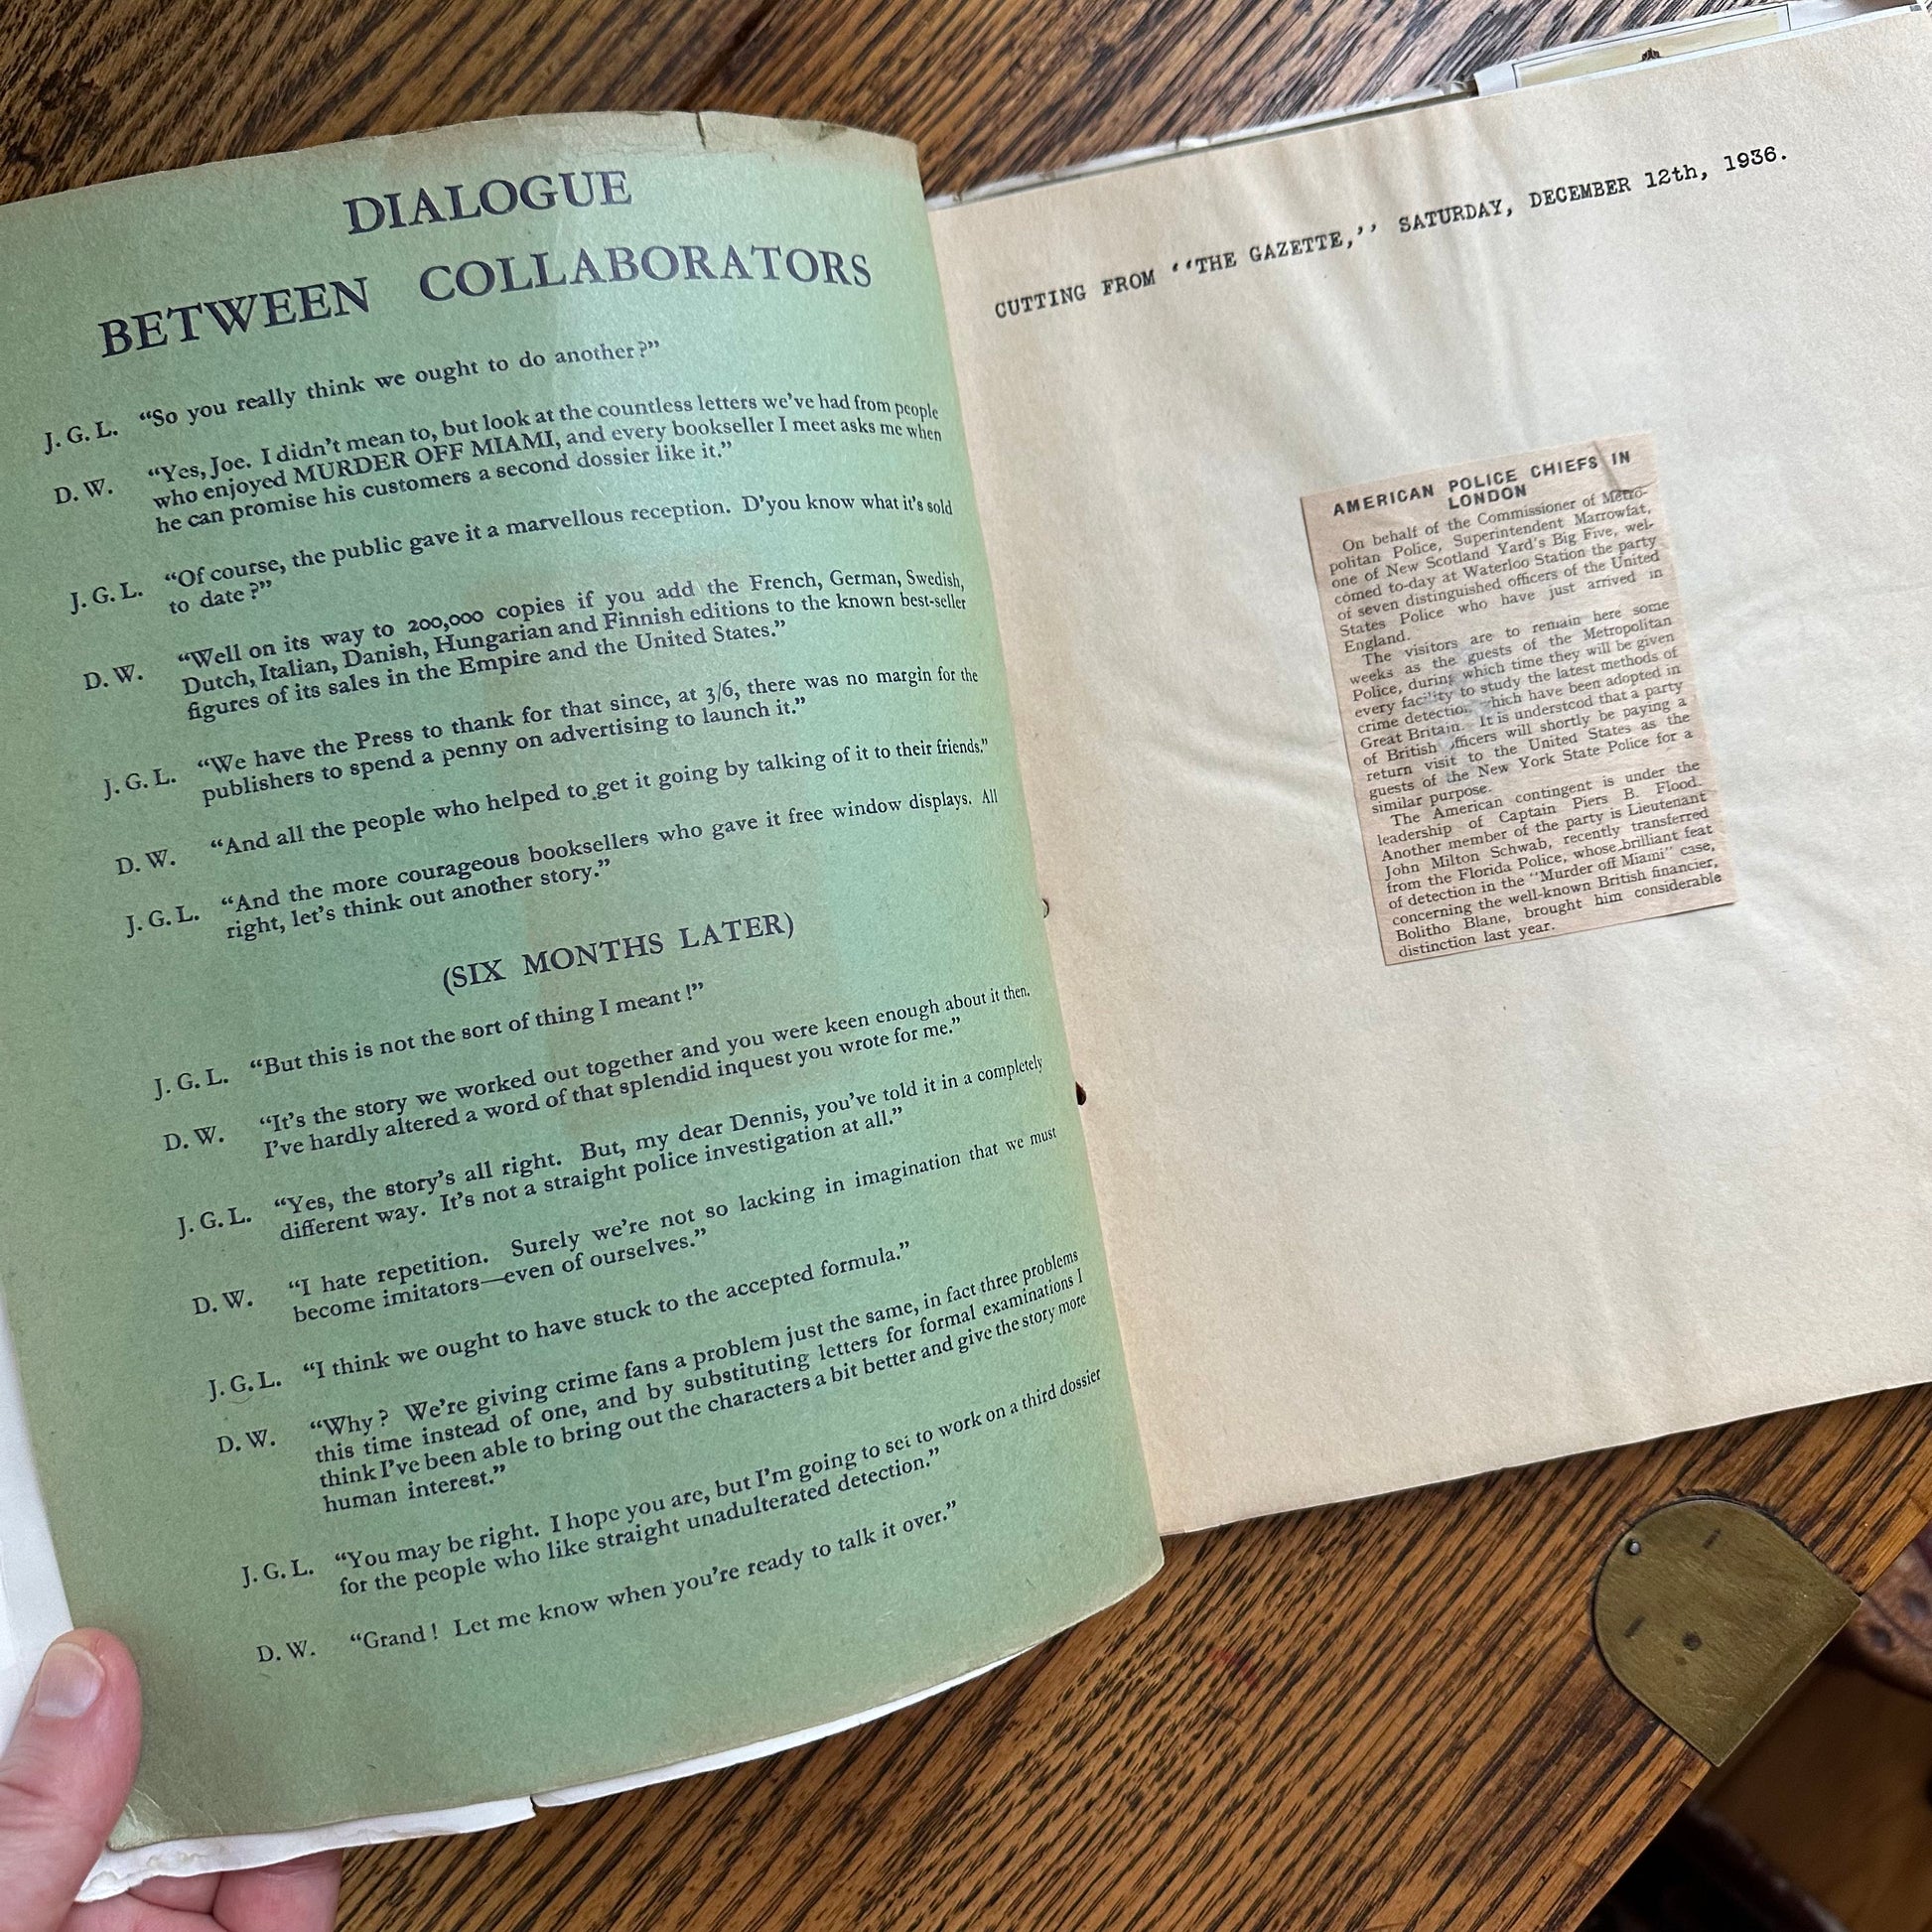 DIALOGUE
BETWEEN COLLABORATORS
J. G. L. “So you really think we ought to do another?”
D. W. “Yes, Joe. I didn’t mean to, but look at the countless letters we’ve had from people
who enjoyed MURDER OFF MIAMI, and every bookseller I meet asks me when
he can promise his customers a second dossier like it.”
J. G. L. “Of course, the public gave it a marvellous reception. D’you know what it’s sold
to date?”
D. W. “Well on its way to 200,000 copies if you add the French, German, Swedish,
Dutch, Italian, Danish, Hungarian and Finnish editions to the known best-seller
figures of its sales in the Empire and the United States.”
J. G. L. “We have the Press to thank for that since, at 3/6, there was no margin for the
publishers to spend a penny on advertising to launch it.”
D. W. “And all the people who helped to get it going by talking of it to their friends.”
J. G. L. “And the more courageous booksellers who gave it free window displays. All
right, let’s think out another story.”
(SIX MONTHS LATER)
J. G. L. “But this is not the sort of thing I meant!”
D. W. “It’s the story we worked out together and you were keen enough about it then.
I’ve hardly altered a word of that splendid inquest you wrote for me.”
J. G. L. “Yes, the story’s all right. But, my dear Dennis, you’ve told it in a completely
different way. It’s not a straight police investigation at all.”
D. W. “I hate repetition. Surely we’re not so lacking in imagination that we must
become imitators—even of ourselves.”
J. G. L. “I think we ought to have stuck to the accepted formula.”
D. W. “Why? We’re giving crime fans a problem just the same, in fact three problems
this time instead of one, and by substituting letters for formal examinations I
think I’ve been able to bring out the characters a bit better and give the story more
human interest.”
J. G. L. “You may be right. I hope you are, but I’m going to set to work on a third dossier
for the people who like straight unadulterated detection.”
D. W. “Grand! Let me know when you’re ready to talk it over.”
CUTTING FROM ‘‘THE GAZETTE,’’ SATURDAY, DECEMBER 12th, 1936.
AMERICAN POLICE CHIEFS IN
LONDON
On behalf of the Commissioner of Metro-
politan Police, Superintendent Marrowfat,
one of New Scotland Yard’s Big Five, wel-
comed to-day at Waterloo Station the party
of seven distinguished officers of the United
States Police who have just arrived in
England.
The visitors are to remain here some
weeks as the guests of the Metropolitan
Police, during which time they will be given
every facility to study the latest methods of
crime detection which have been adopted in
Great Britain. It is understood that a party
of British officers will shortly be paying a
return visit to the United States as the
guests of the New York State Police for a
similar purpose.
The American contingent is under the
leadership of Captain Piers B. Flood.
Another member of the party is Lieutenant
John Milton Schwab, recently transferred
from the Florida Police, whose brilliant feat
of detection in the “Murder off Miami” case,
concerning the well-known British financier,
Bolitho Blane, brought him considerable
distinction last year.